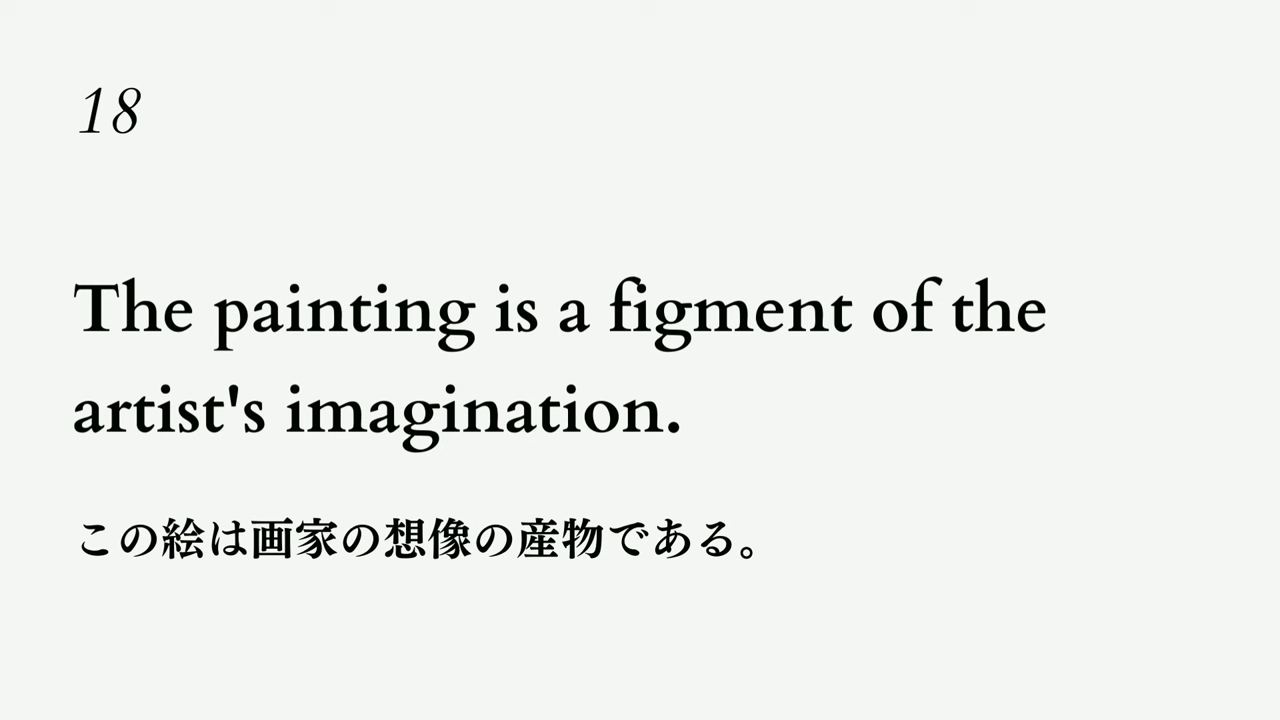 18
The painting is a figment of the
artist's imagination.
この絵は画家の想像の産物である。